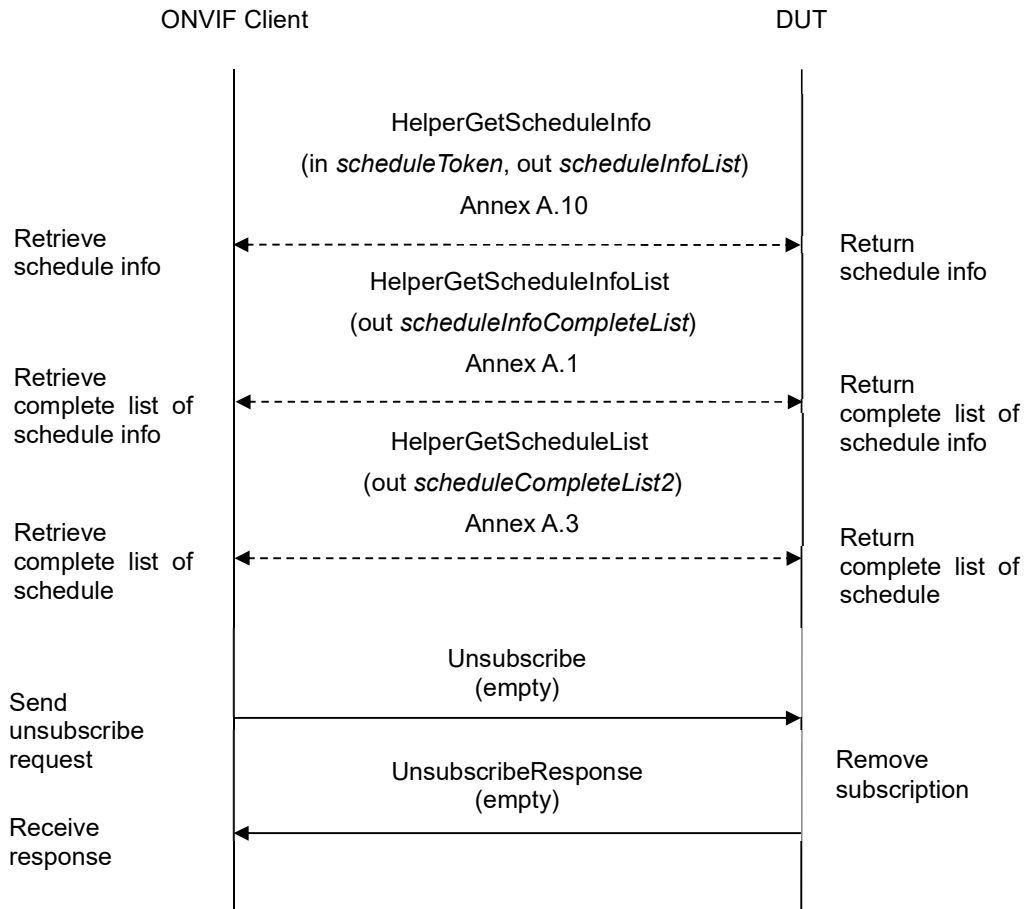 ONVIF Client
DUT
HelperGetScheduleInfo
(in scheduleToken, out scheduleInfoList)
Annex A.10
Retrieve
schedule info
Return
schedule info
HelperGetScheduleInfoList
(out scheduleInfoCompleteList)
Annex A.1
Retrieve
complete list of
schedule info
Return
complete list of
schedule info
HelperGetScheduleList
(out scheduleCompleteList2)
Annex A.3
Retrieve
complete list of
schedule
Return
complete list of
schedule
Unsubscribe
(empty)
Send
unsubscribe
request
UnsubscribeResponse
(empty)
Remove
subscription
Receive
response